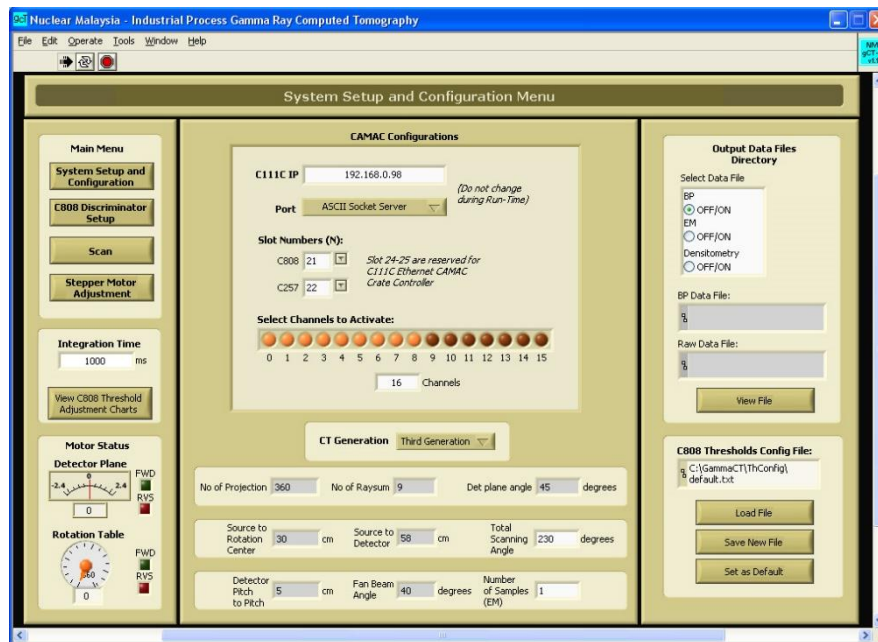 gcT Nuclear Malaysia - Industrial Process Gamma Ray Computed Tomography
File Edit Operate Tools Window Help
System Setup and Configuration Menu
Main Menu
System Setup and
Configuration
C808 Discriminator
Setup
Scan
Stepper Motor
Adjustment
Integration Time
1000 ms
View C808 Threshold
Adjustment Charts
Motor Status
Detector Plane
0
-2.4 2.4
FWD
RVS
0
Rotation Table
FWD
RVS
0
CAMAC Configurations
C111C IP 192.168.0.98
(Do not change
during Run-Time)
Port ASCII Socket Server
Slot Numbers (N):
C808 21
C257 22
Slot 24-25 are reserved for
C111C Ethernet CAMAC
Crate Controller
Select Channels to Activate:
0 1 2 3 4 5 6 7 8 9 10 11 12 13 14 15
16 Channels
CT Generation Third Generation
No of Projection 360 No of Raysum 9 Det plane angle 45 degrees
Source to
Rotation
Center 30 cm
Source to
Detector 58 cm
Total
Scanning
Angle 230 degrees
Detector
Pitch
to Pitch 5 cm
Fan Beam
Angle 40 degrees
Number
of Samples
(EM) 1
Output Data Files
Directory
Select Data File
BP
OFF/ON
EM
OFF/ON
Densitometry
OFF/ON
BP Data File:
Raw Data File:
View File
C808 Thresholds Config File:
C:\GammaCT\ThConfig\
default.txt
Load File
Save New File
Set as Default